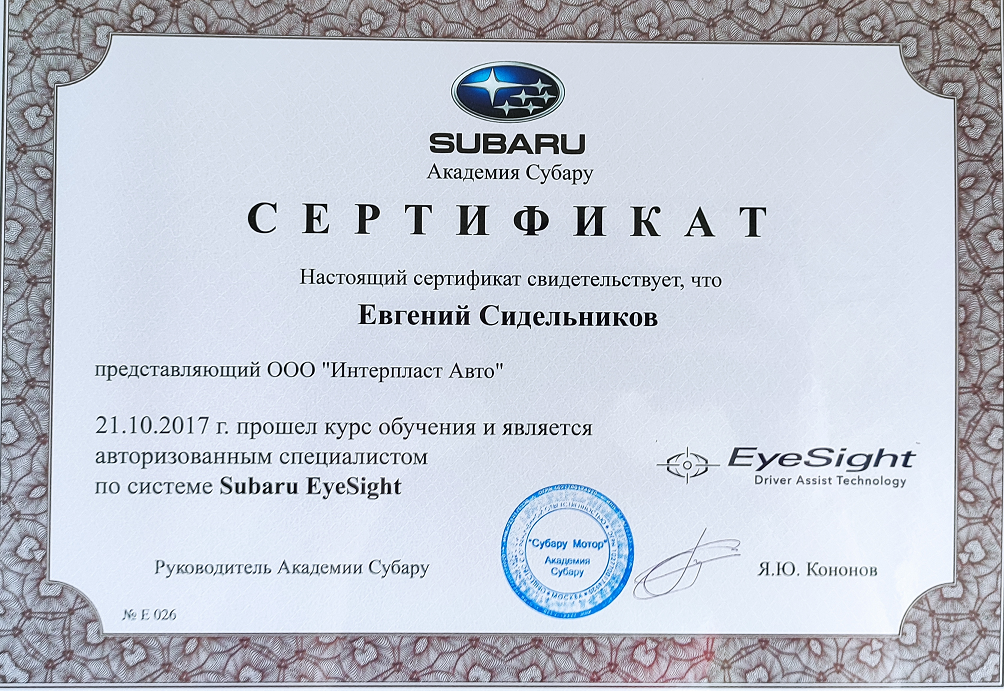 SUBARU
Академия Субару
СЕРТИФИКАТ
Настоящий сертификат свидетельствует, что
Евгений Сидельников
представляющий ООО "Интерпласт Авто"
21.10.2017 г. прошел курс обучения и является
авторизованным специалистом
по системе Subaru EyeSight
EyeSight
Driver Assist Technology
"Субару Мотор"
Академия
Субару
МОСКВА
Руководитель Академии Субару
Я.Ю. Кононов
№ Е 026